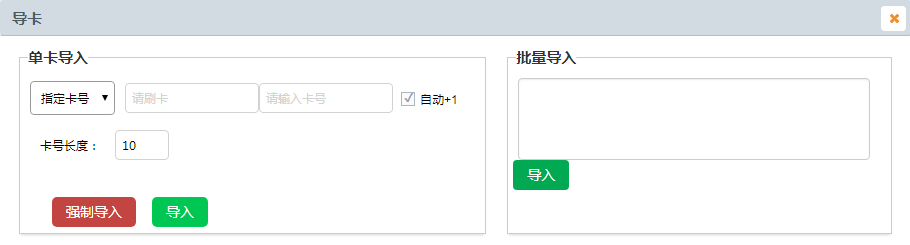 导卡
单卡导入
指定卡号 请刷卡 请输入卡号 自动+1
卡号长度： 10
强制导入 导入
批量导入
导入